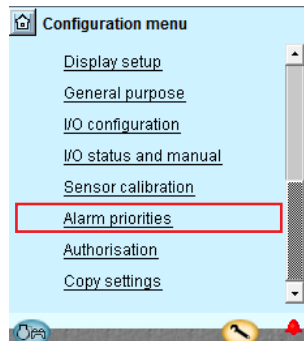 Configuration menu
Display setup
General purpose
I/O configuration
I/O status and manual
Sensor calibration
Alarm priorities
Authorisation
Copy settings